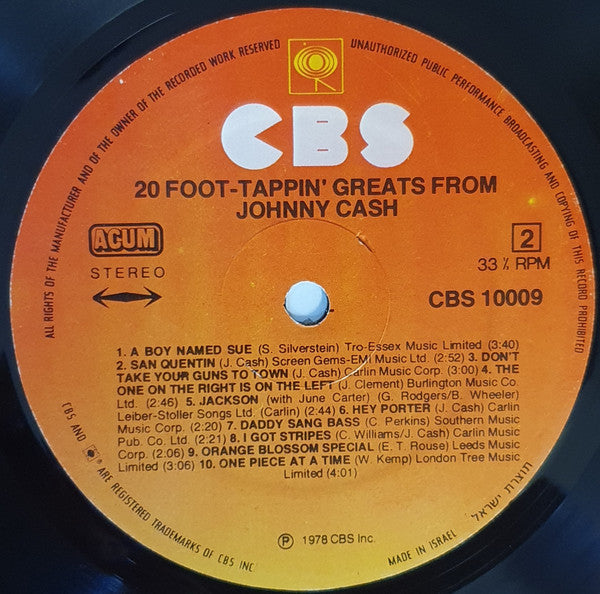 ALL RIGHTS OF THE MANUFACTURER AND OF THE OWNER OF THE RECORDED WORK RESERVED
UNAUTHORIZED PUBLIC PERFORMANCE BROADCASTING AND COPYING OF THIS RECORD PROHIBITED
CBS
20 FOOT-TAPPIN' GREATS FROM
JOHNNY CASH
ACUM
STEREO
2
33 ⅓ RPM
CBS 10009
1. A BOY NAMED SUE (S. Silverstein) Tro-Essex Music Limited (3:40)
2. SAN QUENTIN (J. Cash) Screen Gems-EMI Music Ltd. (2:52) 3. DON'T
TAKE YOUR GUNS TO TOWN (J. Cash) Carlin Music Corp. (3:00) 4. THE
ONE ON THE RIGHT IS ON THE LEFT (J. Clement) Burlington Music Co.
Ltd. (2:46) 5. JACKSON (with June Carter) (G. Rodgers/B. Wheeler)
Leiber-Stoller Songs Ltd. (Carlin) (2:44) 6. HEY PORTER (J. Cash) Carlin
Music Corp. (2:10) 7. DADDY SANG BASS (C. Perkins) Southern Music
Pub. Co. Ltd. (2:21) 8. I GOT STRIPES (C. Williams/J. Cash) Carlin Music
Corp. (2:06) 9. ORANGE BLOSSOM SPECIAL (E. T. Rouse) Leeds Music
Limited (3:06) 10. ONE PIECE AT A TIME (W. Kemp) London Tree Music
Limited (4:01)
℗ 1978 CBS Inc.
CBS AND ® ARE REGISTERED TRADEMARKS OF CBS INC
MADE IN ISRAEL
תוצרת ישראל